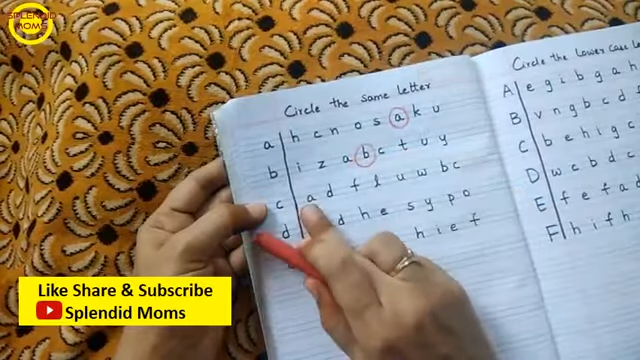 SPLENDID
MOMS
Circle the same letter
a h c n o s a k u
b i z a b c t u y
c a d f l u w b c
d d h e s y p o
h i e f
Circle the Lower Case
A e g i b g a h
B v n g b c d f
C b e h i g c
D w c b d c
E f e f a d
F h i f h
Like Share & Subscribe
Splendid Moms